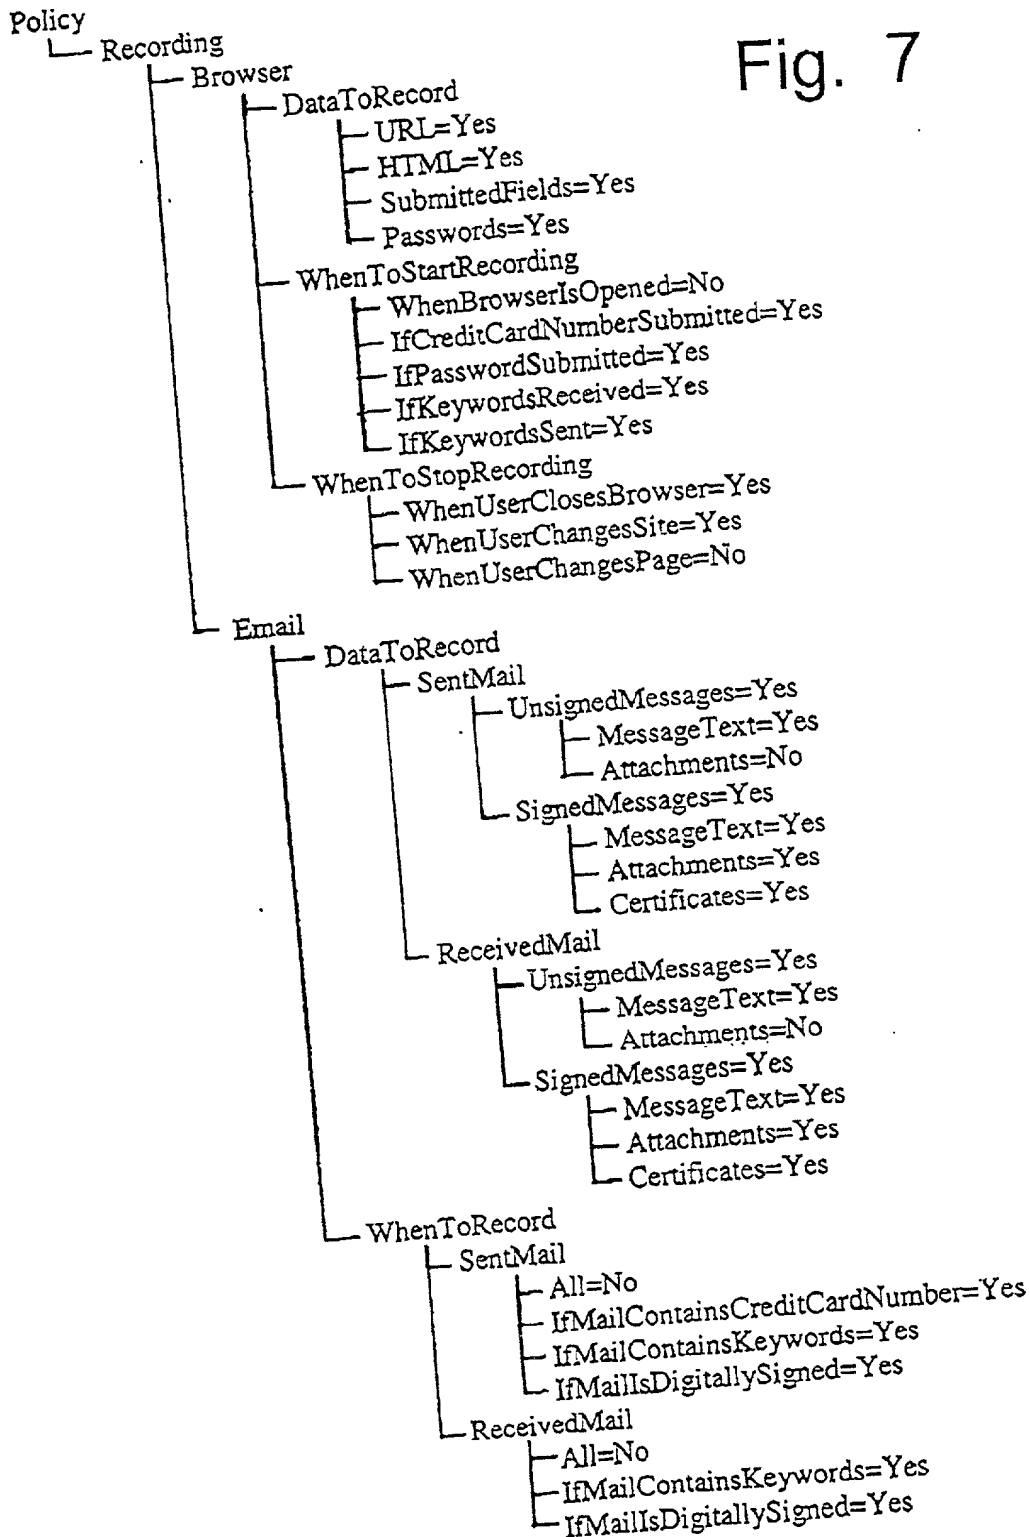 Policy
Recording
Fig. 7
Browser
DataToRecord
URL=Yes
HTML=Yes
SubmittedFields=Yes
Passwords=Yes
WhenToStartRecording
WhenBrowserIsOpened=No
IfCreditCardNumberSubmitted=Yes
IfPasswordSubmitted=Yes
IfKeywordsReceived=Yes
IfKeywordsSent=Yes
WhenToStopRecording
WhenUserClosesBrowser=Yes
WhenUserChangesSite=Yes
WhenUserChangesPage=No
Email
DataToRecord
SentMail
UnsignedMessages=Yes
MessageText=Yes
Attachments=No
SignedMessages=Yes
MessageText=Yes
Attachments=Yes
Certificates=Yes
ReceivedMail
UnsignedMessages=Yes
MessageText=Yes
Attachments=No
SignedMessages=Yes
MessageText=Yes
Attachments=Yes
Certificates=Yes
WhenToRecord
SentMail
All=No
IfMailContainsCreditCardNumber=Yes
IfMailContainsKeywords=Yes
IfMailIsDigitallySigned=Yes
ReceivedMail
All=No
IfMailContainsKeywords=Yes
IfMailIsDigitallySigned=Yes